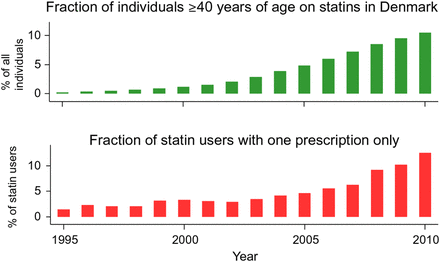 Fraction of individuals ≥40 years of age on statins in Denmark
% of all
individuals
10
5
0
Fraction of statin users with one prescription only
% of statin users
10
5
0
1995 2000 2005 2010
Year